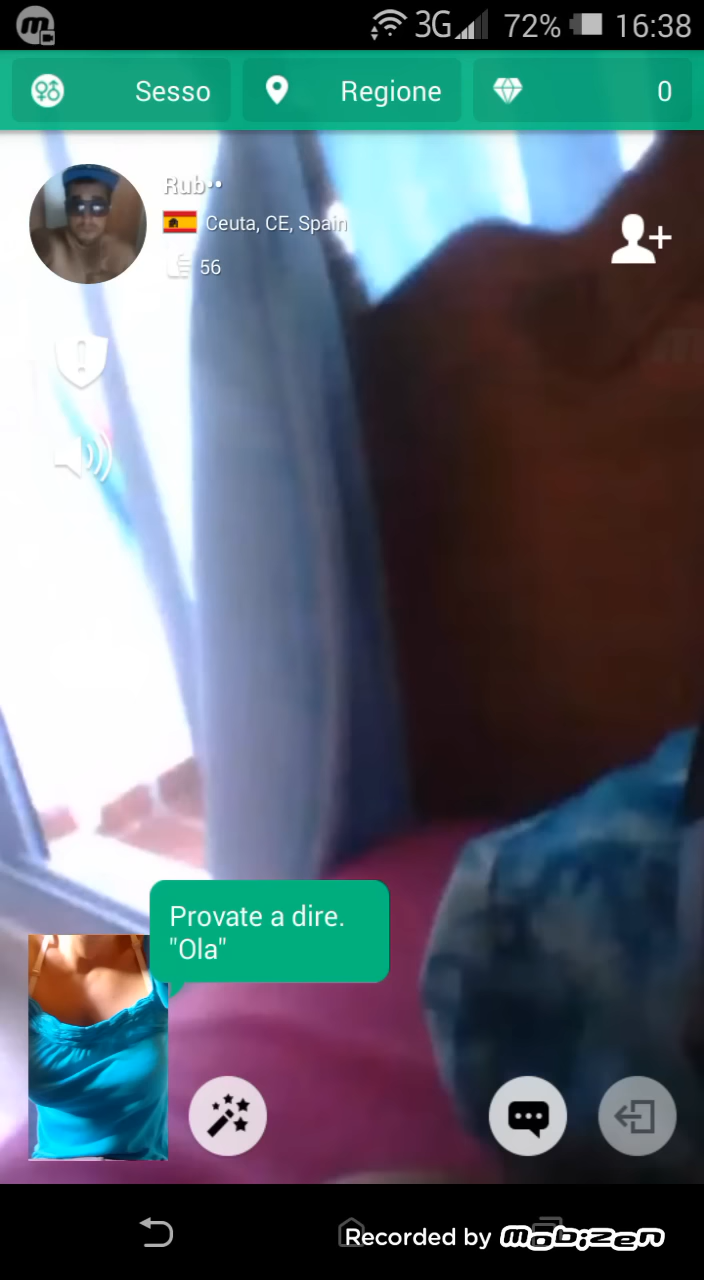 3G 72% 16:38
Sesso Regione 0
Rub••
Ceuta, CE, Spain
56
Provate a dire.
"Ola"
Recorded by mobizen